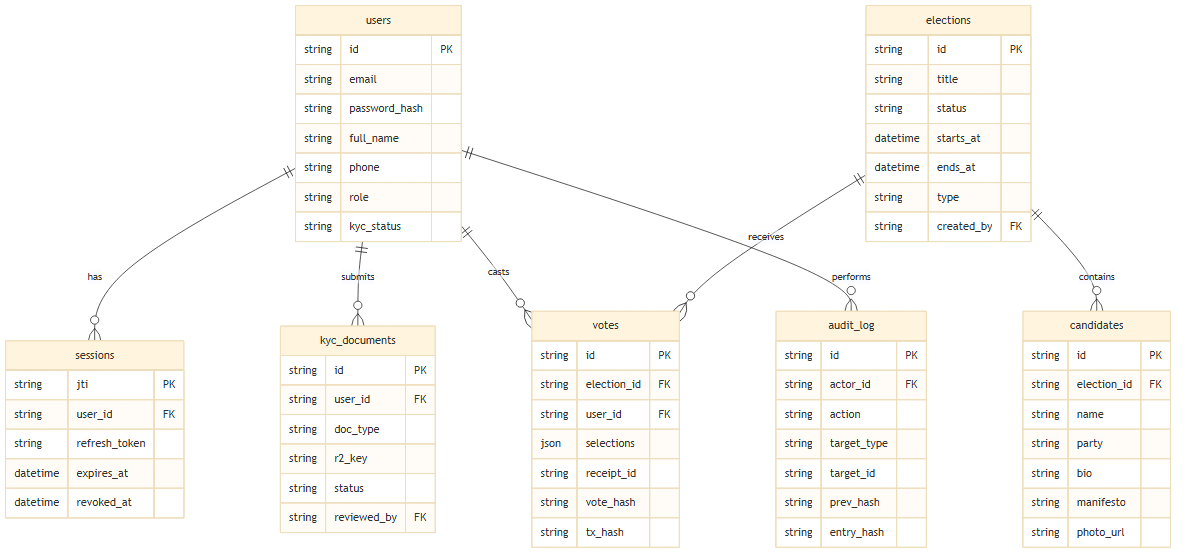 users
string id PK
string email
string password_hash
string full_name
string phone
string role
string kyc_status
elections
string id PK
string title
string status
datetime starts_at
datetime ends_at
string type
string created_by FK
has
submits
casts
receives
performs
contains
sessions
string jti PK
string user_id FK
string refresh_token
datetime expires_at
datetime revoked_at
kyc_documents
string id PK
string user_id FK
string doc_type
string r2_key
string status
string reviewed_by FK
votes
string id PK
string election_id FK
string user_id FK
json selections
string receipt_id
string vote_hash
string tx_hash
audit_log
string id PK
string actor_id FK
string action
string target_type
string target_id
string prev_hash
string entry_hash
candidates
string id PK
string election_id FK
string name
string party
string bio
string manifesto
string photo_url